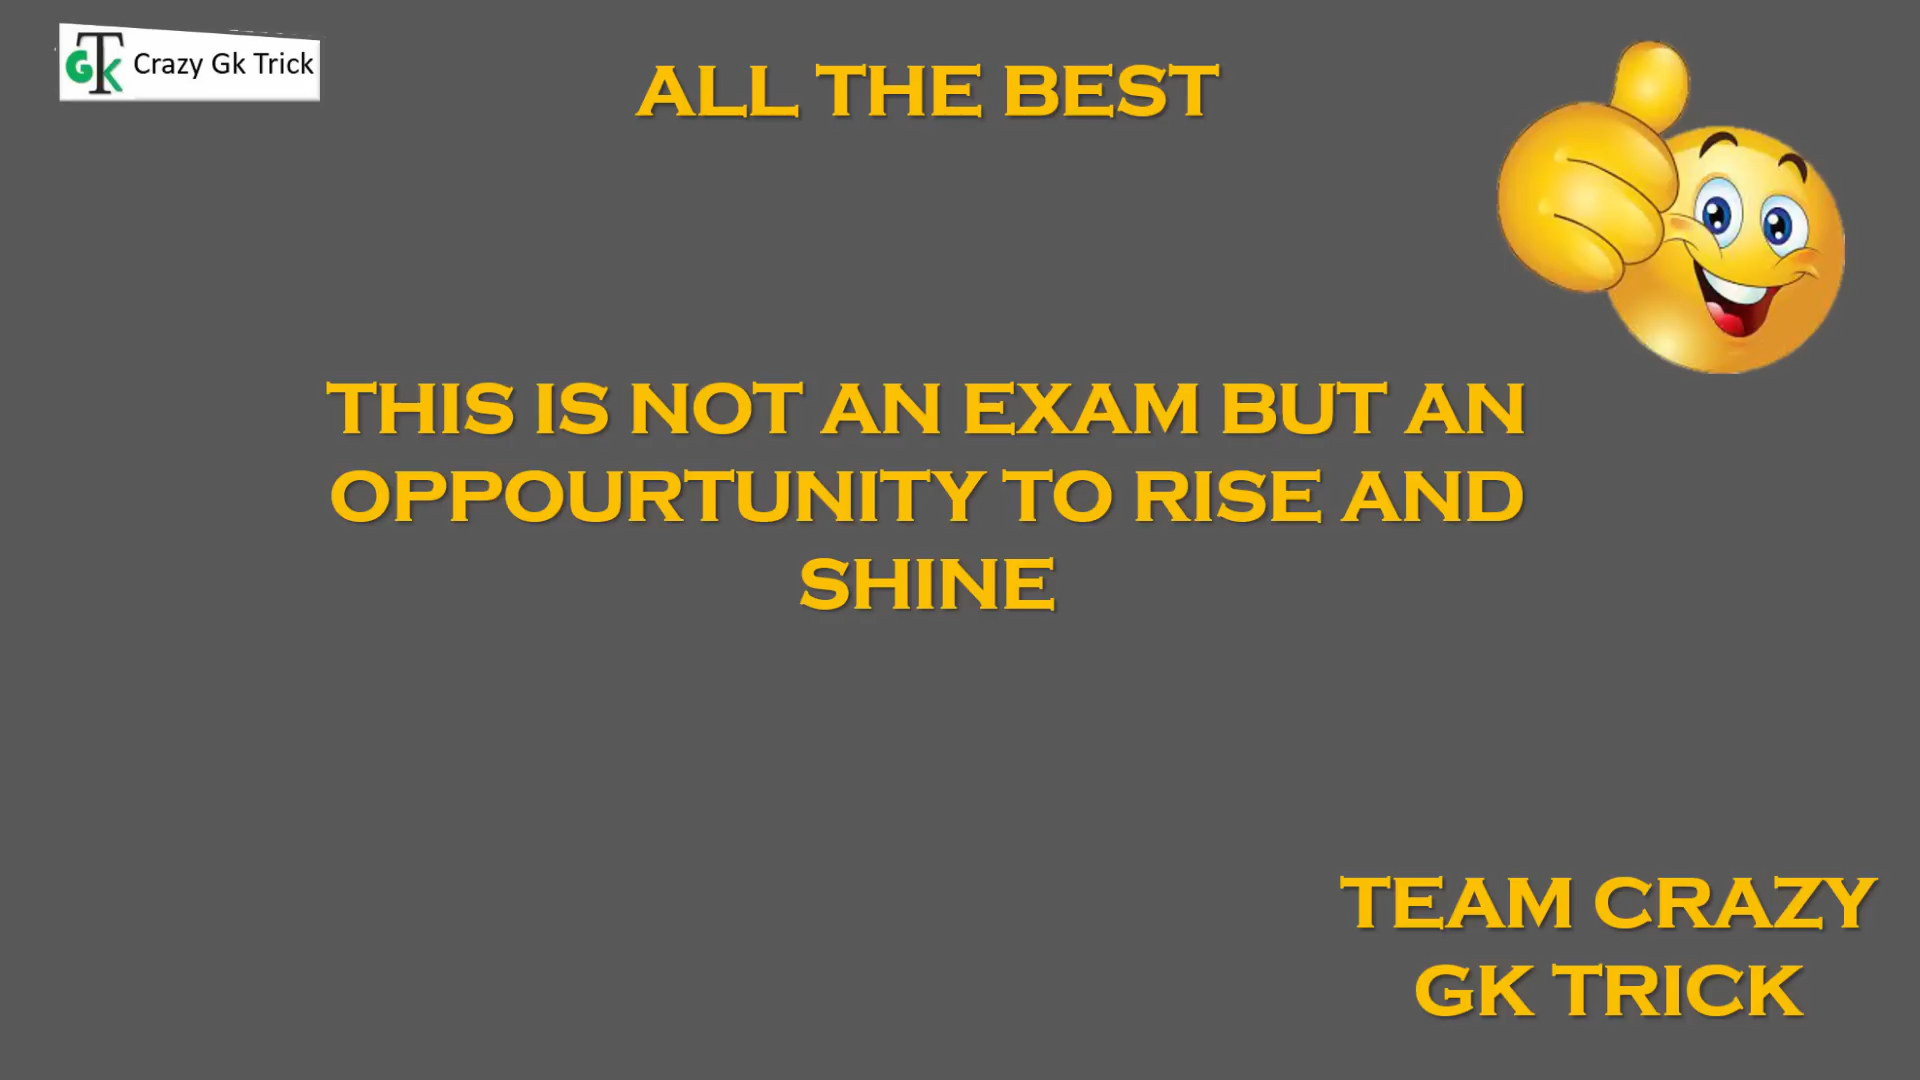 GTK Crazy Gk Trick
ALL THE BEST
THIS IS NOT AN EXAM BUT AN
OPPOURTUNITY TO RISE AND
SHINE
TEAM CRAZY
GK TRICK